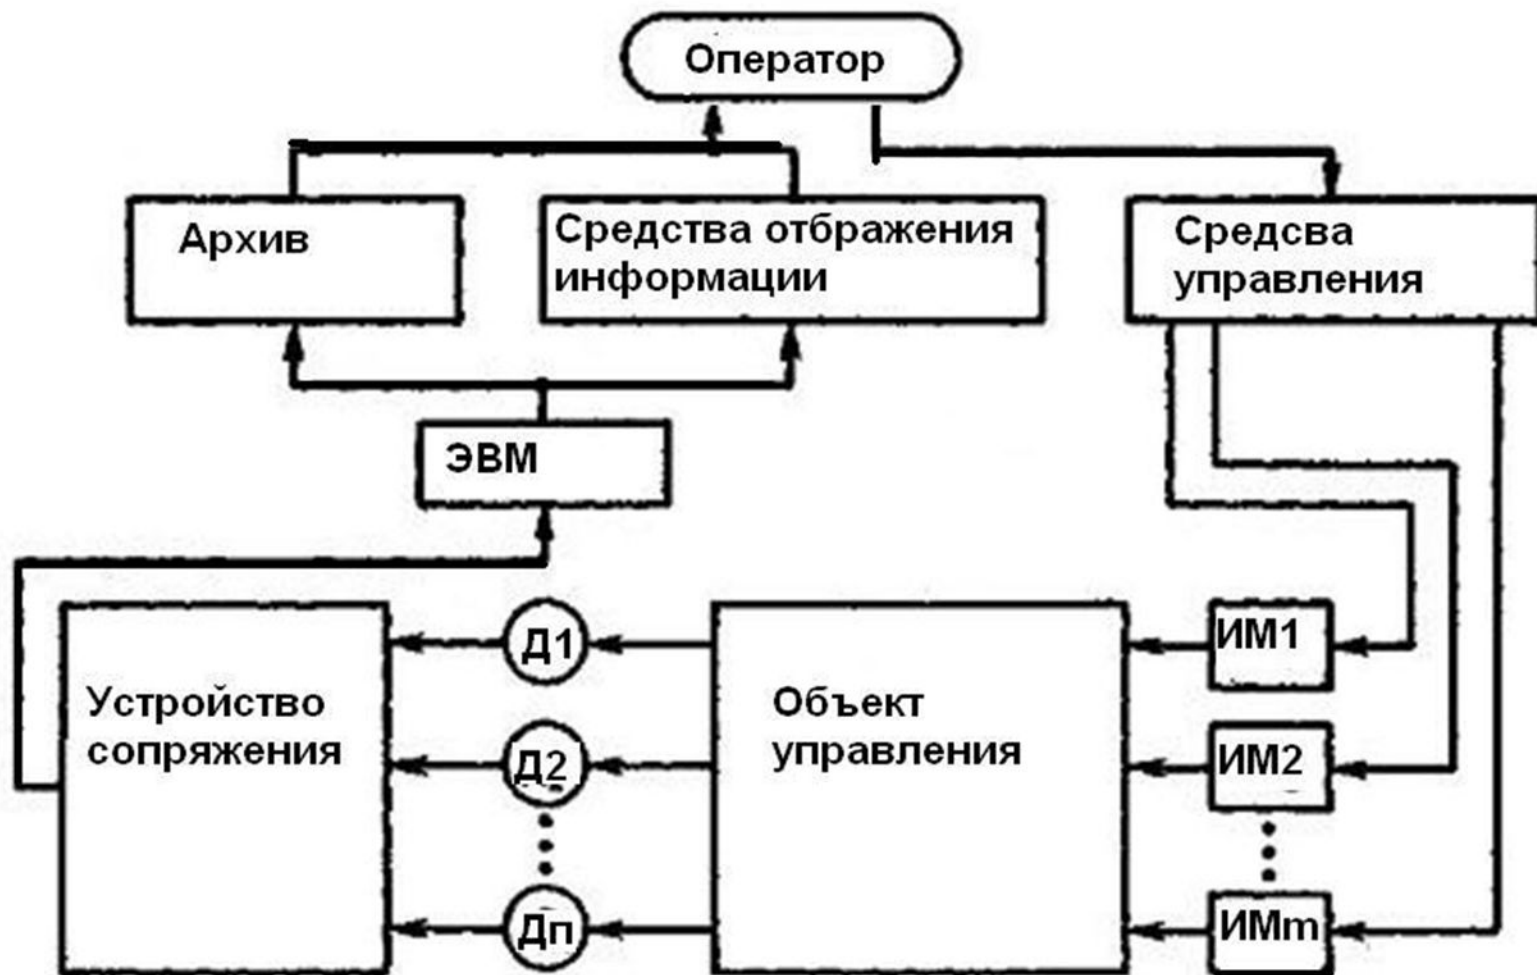 Оператор
Архив
Средства отбражения
информации
Средсва
управления
ЭВМ
Устройство
сопряжения
Д1
Д2
Дп
Объект
управления
ИМ1
ИМ2
ИМm